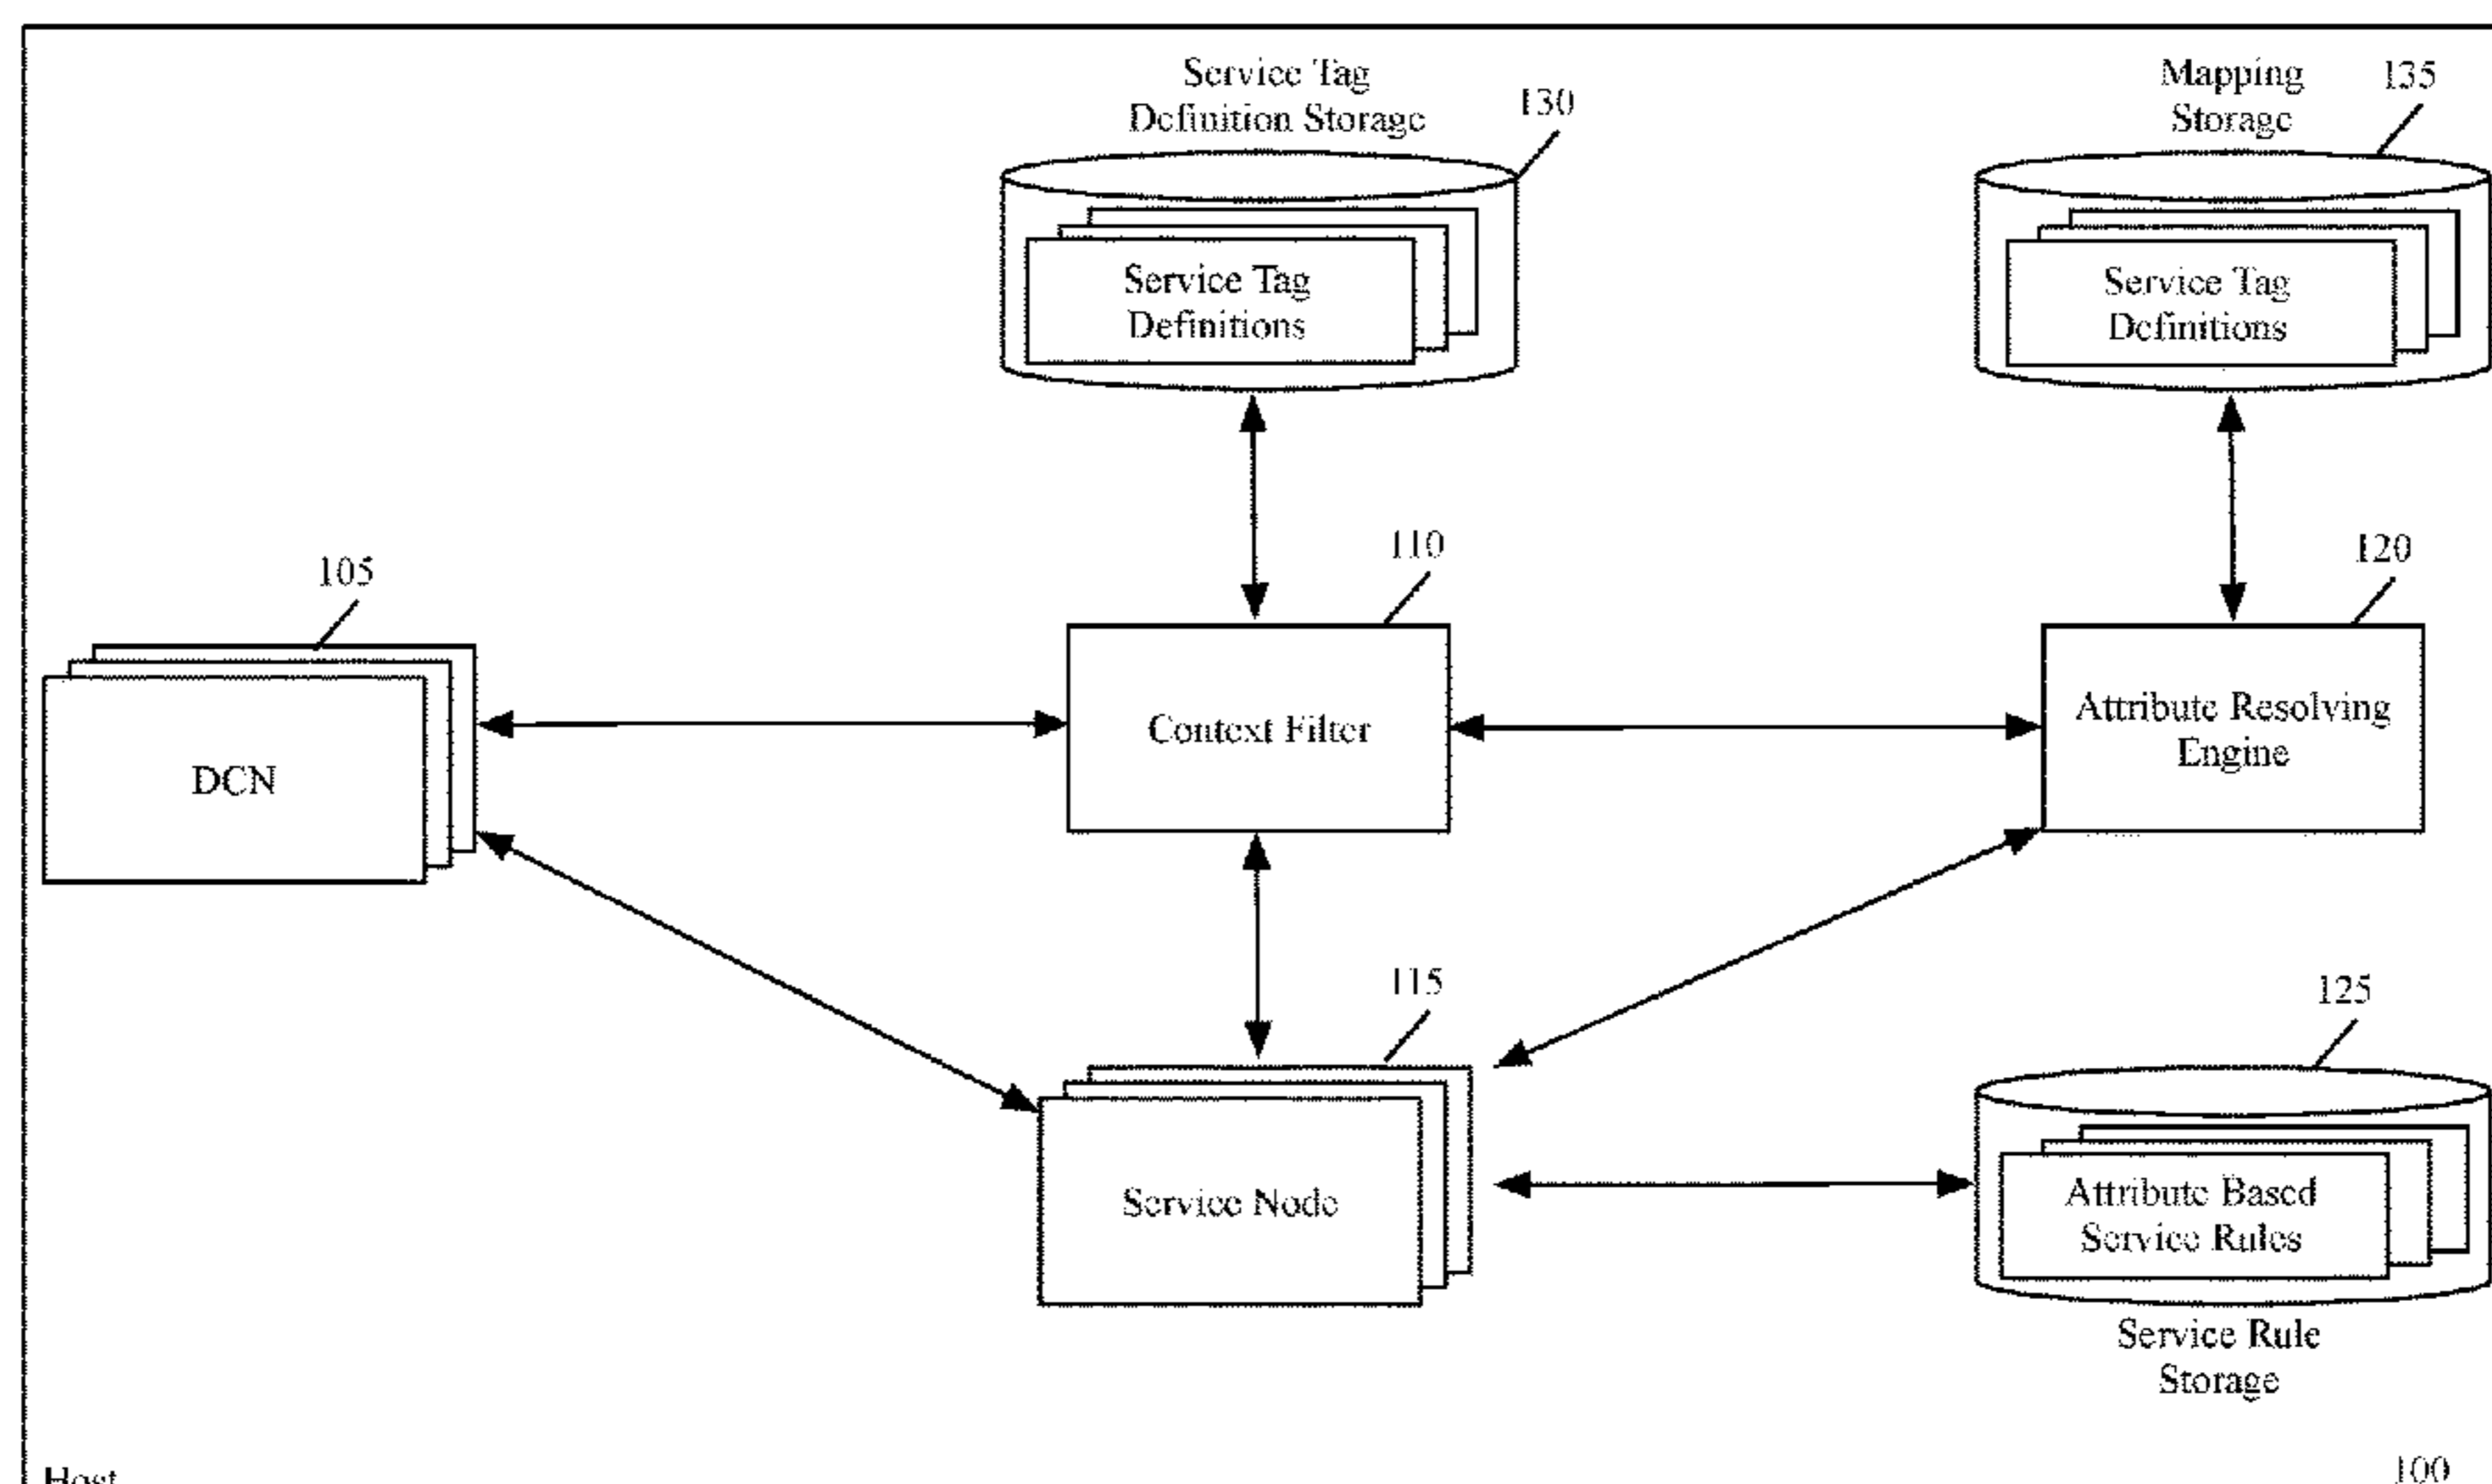 Service Tag
Definition Storage
130
Mapping
Storage
135
Service Tag
Definitions
Service Tag
Definitions
105
110
120
DCN
Context Filter
Attribute Resolving
Engine
115
125
Service Node
Attribute Based
Service Rules
Service Rule
Storage
Host
100